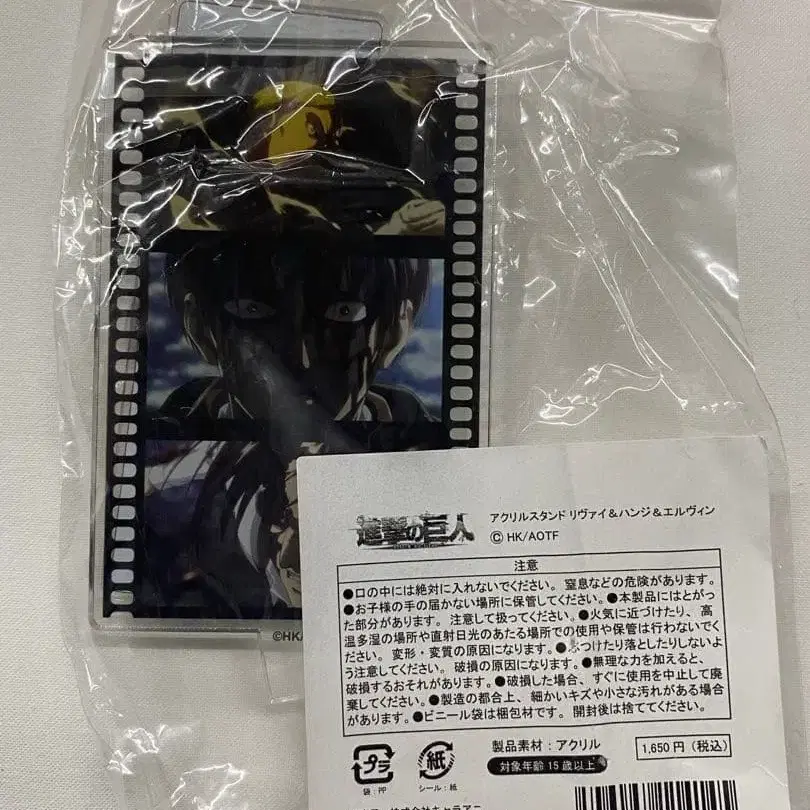 ©HK/
進撃の巨人
アクリルスタンド リヴァイ＆ハンジ＆エルヴィン
© HK/AOTF
注意
●口の中には絶対に入れないでください。窒息などの危険があります。
●お子様の手の届かない場所に保管してください。●本製品にはとがっ
た部分があります。注意して扱ってください。●火気に近づけたり、高
温多湿の場所や直射日光のあたる場所での使用や保管は行わないでく
ださい。変形・変質の原因になります。●ぶつけたり落としたりしないよ
う注意してください。破損の原因になります。●無理な力を加えると、
破損するおそれがあります。●破損した場合、すぐに使用を中止して廃
棄してください。●製造の都合上、細かいキズや小さな汚れがある場合
があります。●ビニール袋は梱包材です。開封後は捨ててください。
プラ
袋：PP
紙
シール：紙
製品素材：アクリル
対象年齢15歳以上
1,650円（税込）
株式会社キャラアニ